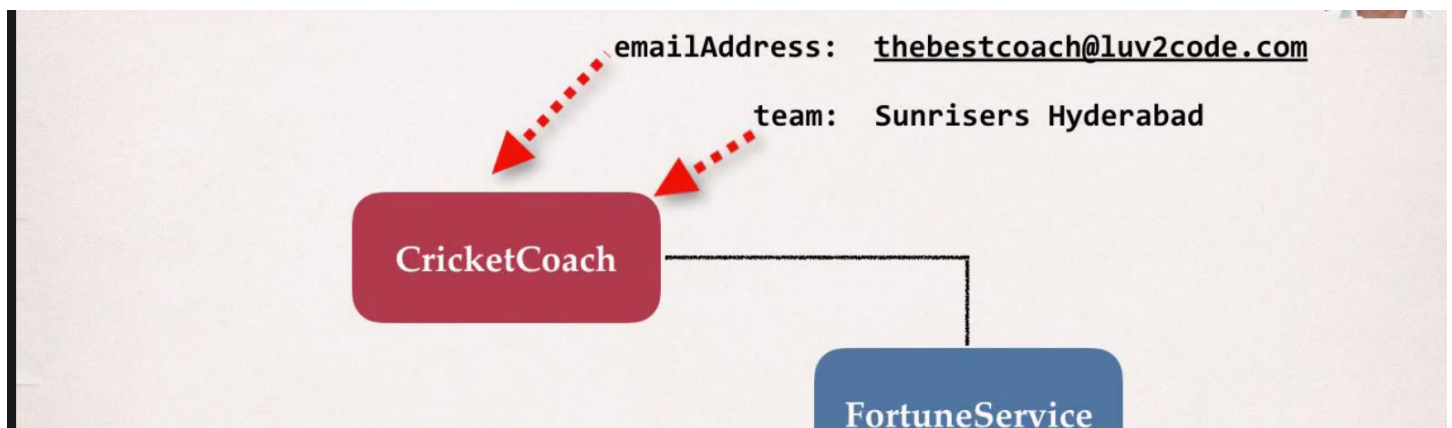 emailAddress: thebestcoach@luv2code.com
team: Sunrisers Hyderabad
CricketCoach
FortuneService